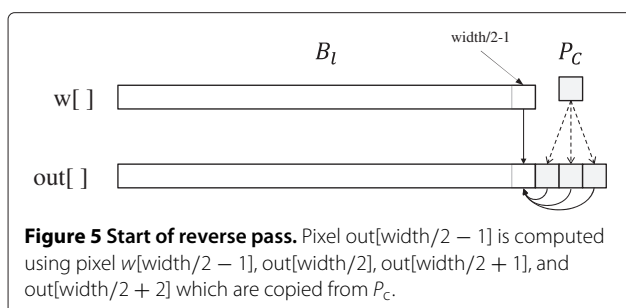 B_l
width/2-1
P_C
w[ ]
out[ ]
Figure 5 Start of reverse pass. Pixel out[width/2 − 1] is computed
using pixel w[width/2 − 1], out[width/2], out[width/2 + 1], and
out[width/2 + 2] which are copied from P_C.